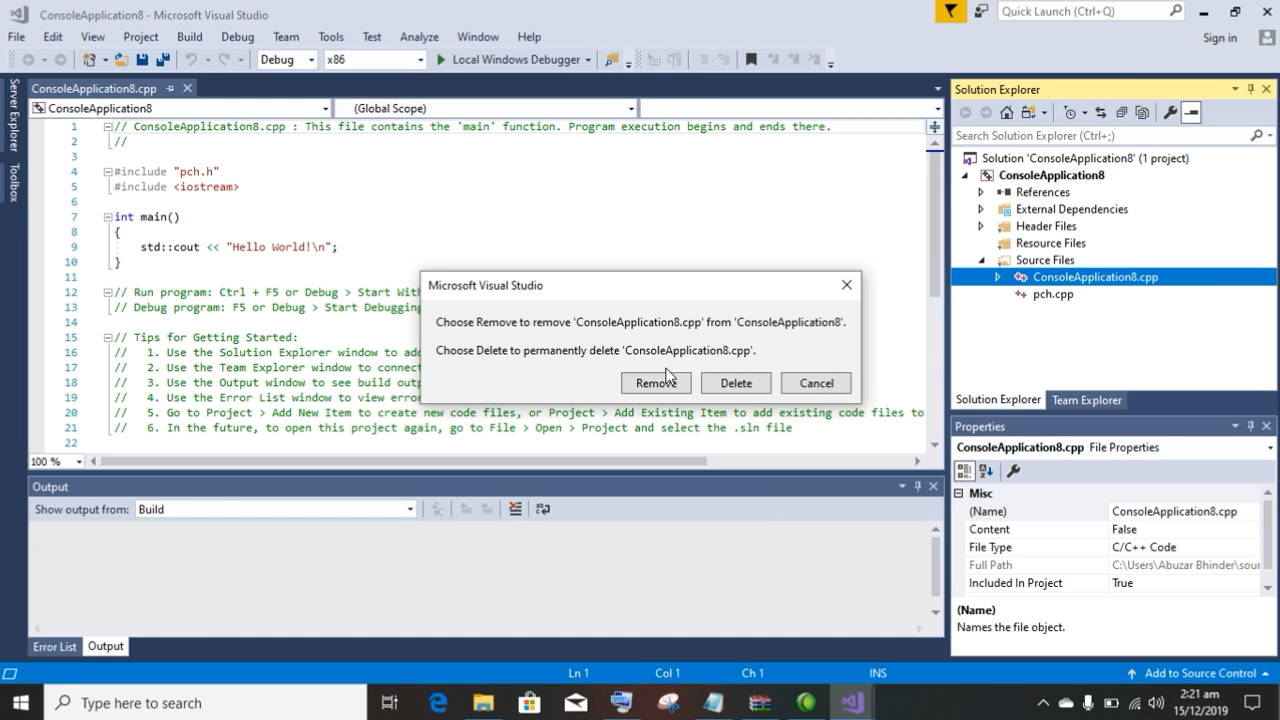 ConsoleApplication8 - Microsoft Visual Studio
Quick Launch (Ctrl+Q)
File Edit View Project Build Debug Team Tools Test Analyze Window Help
Sign in
Debug x86 Local Windows Debugger
Server Explorer
Toolbox
ConsoleApplication8.cpp
ConsoleApplication8 (Global Scope)
1 // ConsoleApplication8.cpp : This file contains the 'main' function. Program execution begins and ends there.
2 //
3
4 #include "pch.h"
5 #include <iostream>
6
7 int main()
8 {
9 std::cout << "Hello World!\n";
10 }
11
12 // Run program: Ctrl + F5 or Debug > Start Wit
13 // Debug program: F5 or Debug > Start Debugging
14
15 // Tips for Getting Started:
16 // 1. Use the Solution Explorer window to ad
17 // 2. Use the Team Explorer window to connect
18 // 3. Use the Output window to see build outp
19 // 4. Use the Error List window to view error
20 // 5. Go to Project > Add New Item to create new code files, or Project > Add Existing Item to add existing code files to
21 // 6. In the future, to open this project again, go to File > Open > Project and select the .sln file
22
100 %
Microsoft Visual Studio
Choose Remove to remove 'ConsoleApplication8.cpp' from 'ConsoleApplication8'.
Choose Delete to permanently delete 'ConsoleApplication8.cpp'.
Remove Delete Cancel
Output
Show output from: Build
Error List Output
Solution Explorer
Search Solution Explorer (Ctrl+;)
Solution 'ConsoleApplication8' (1 project)
ConsoleApplication8
References
External Dependencies
Header Files
Resource Files
Source Files
ConsoleApplication8.cpp
pch.cpp
Solution Explorer Team Explorer
Properties
ConsoleApplication8.cpp File Properties
Misc
(Name) ConsoleApplication8.cpp
Content False
File Type C/C++ Code
Full Path C:\Users\Abuzar Bhinder\sour
Included In Project True
(Name)
Names the file object.
Ln 1 Col 1 Ch 1 INS Add to Source Control
Type here to search
2:21 am
15/12/2019